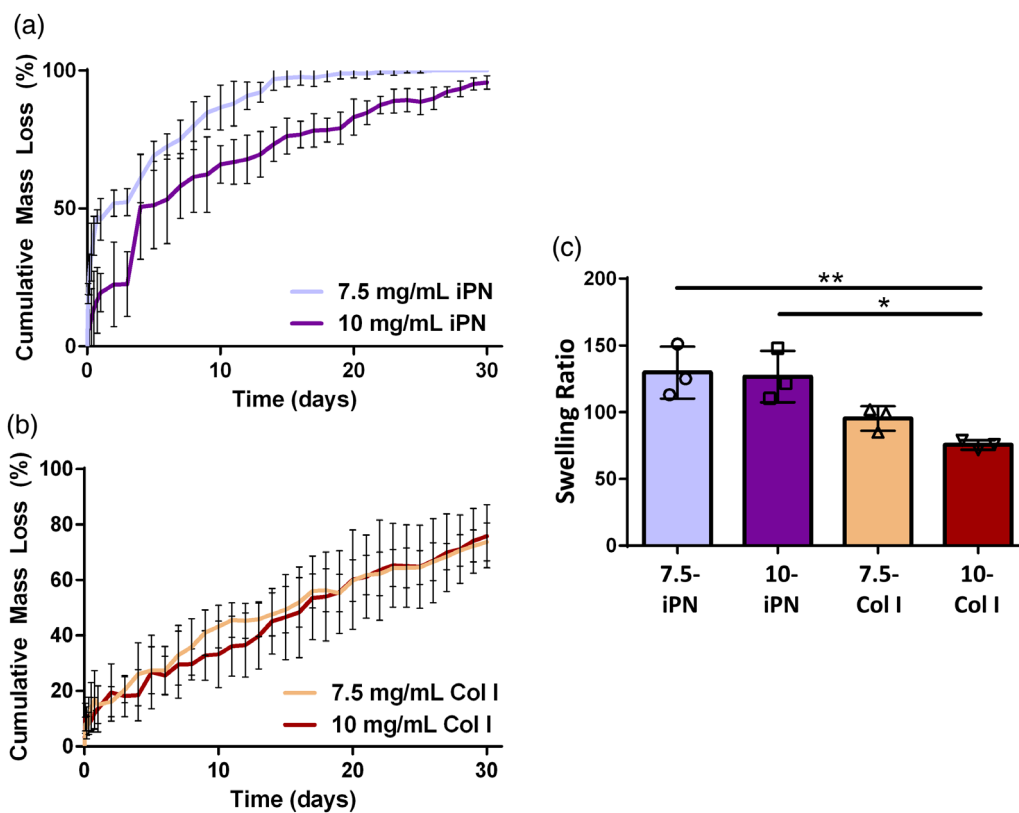 (a)
Cumulative Mass Loss (%)
100
50
0
0
10
20
30
Time (days)
7.5 mg/mL iPN
10 mg/mL iPN
(b)
Cumulative Mass Loss (%)
100
80
60
40
20
0
0
10
20
30
Time (days)
7.5 mg/mL Col I
10 mg/mL Col I
(c)
Swelling Ratio
200
150
100
50
0
**
*
7.5-
iPN
10-
iPN
7.5-
Col I
10-
Col I